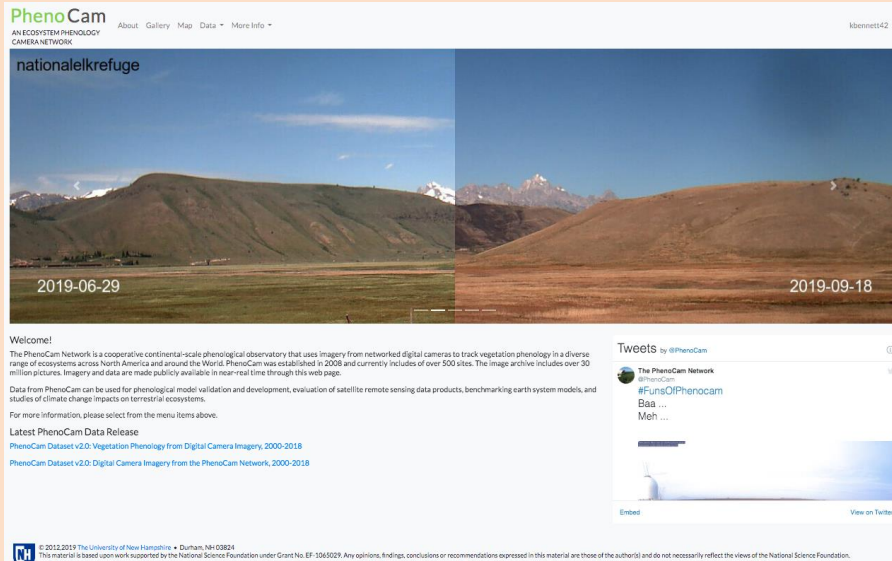 PhenoCam
AN ECOSYSTEM PHENOLOGY
CAMERA NETWORK
About Gallery Map Data More Info
kbennett42
nationalelkrefuge
2019-06-29
2019-09-18
Welcome!
The PhenoCam Network is a cooperative continental-scale phenological observatory that uses imagery from networked digital cameras to track vegetation phenology in a diverse
range of ecosystems across North America and around the World. PhenoCam was established in 2008 and currently includes of over 500 sites. The image archive includes over 30
million pictures. Imagery and data are made publicly available in near-real time through this web page.
Data from PhenoCam can be used for phenological model validation and development, evaluation of satellite remote sensing data products, benchmarking earth system models, and
studies of climate change impacts on terrestrial ecosystems.
For more information, please select from the menu items above.
Latest PhenoCam Data Release
PhenoCam Dataset v2.0: Vegetation Phenology from Digital Camera Imagery, 2000-2018
PhenoCam Dataset v2.0: Digital Camera Imagery from the PhenoCam Network, 2000-2018
Tweets by @PhenoCam
The PhenoCam Network
@PhenoCam
#FunsOfPhenocam
Baa ...
Meh ...
Embed
View on Twitter
NH
© 2012,2019 The University of New Hampshire • Durham, NH 03824
This material is based upon work supported by the National Science Foundation under Grant No. EF-1065029. Any opinions, findings, conclusions or recommendations expressed in this material are those of the author(s) and do not necessarily reflect the views of the National Science Foundation.